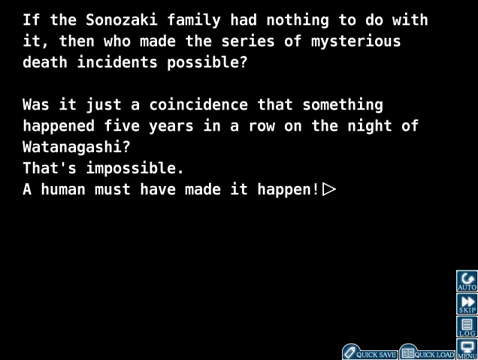 If the Sonozaki family had nothing to do with
it, then who made the series of mysterious
death incidents possible?
Was it just a coincidence that something
happened five years in a row on the night of
Watanagashi?
That's impossible.
A human must have made it happen!
AUTO
SKIP
LOG
QUICK SAVE
QUICK LOAD
MENU